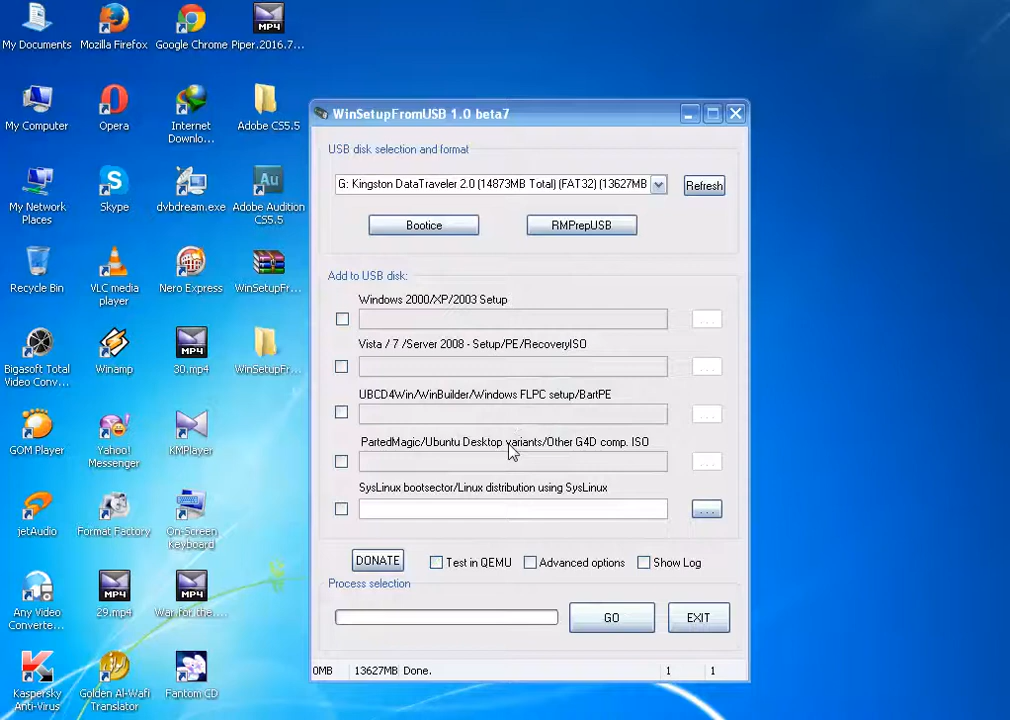 My Documents
Mozilla Firefox
Google Chrome
MP4
Piper.2016.7...
My Computer
Opera
Internet
Downlo...
Adobe CS5.5
My Network
Places
Skype
dvbdream.exe
Au
Adobe Audition
CS5.5
Recycle Bin
VLC media
player
Nero Express
WinSetupFr...
Bigasoft Total
Video Conv...
Winamp
MP4
30.mp4
WinSetupFr...
GOM Player
Yahoo!
Messenger
KMPlayer
jetAudio
Format Factory
On-Screen
Keyboard
Any Video
Converte...
MP4
29.mp4
MP4
War for the...
Kaspersky
Anti-Virus
Golden Al-Wafi
Translator
Fantom CD
WinSetupFromUSB 1.0 beta7
USB disk selection and format
G: Kingston DataTraveler 2.0 (14873MB Total) (FAT32) (13627MB
Refresh
Bootice
RMPrepUSB
Add to USB disk:
Windows 2000/XP/2003 Setup
...
Vista / 7 /Server 2008 - Setup/PE/RecoveryISO
...
UBCD4Win/WinBuilder/Windows FLPC setup/BartPE
...
PartedMagic/Ubuntu Desktop variants/Other G4D comp. ISO
...
SysLinux bootsector/Linux distribution using SysLinux
...
DONATE
Test in QEMU
Advanced options
Show Log
Process selection
GO
EXIT
0MB
13627MB Done.
1
1